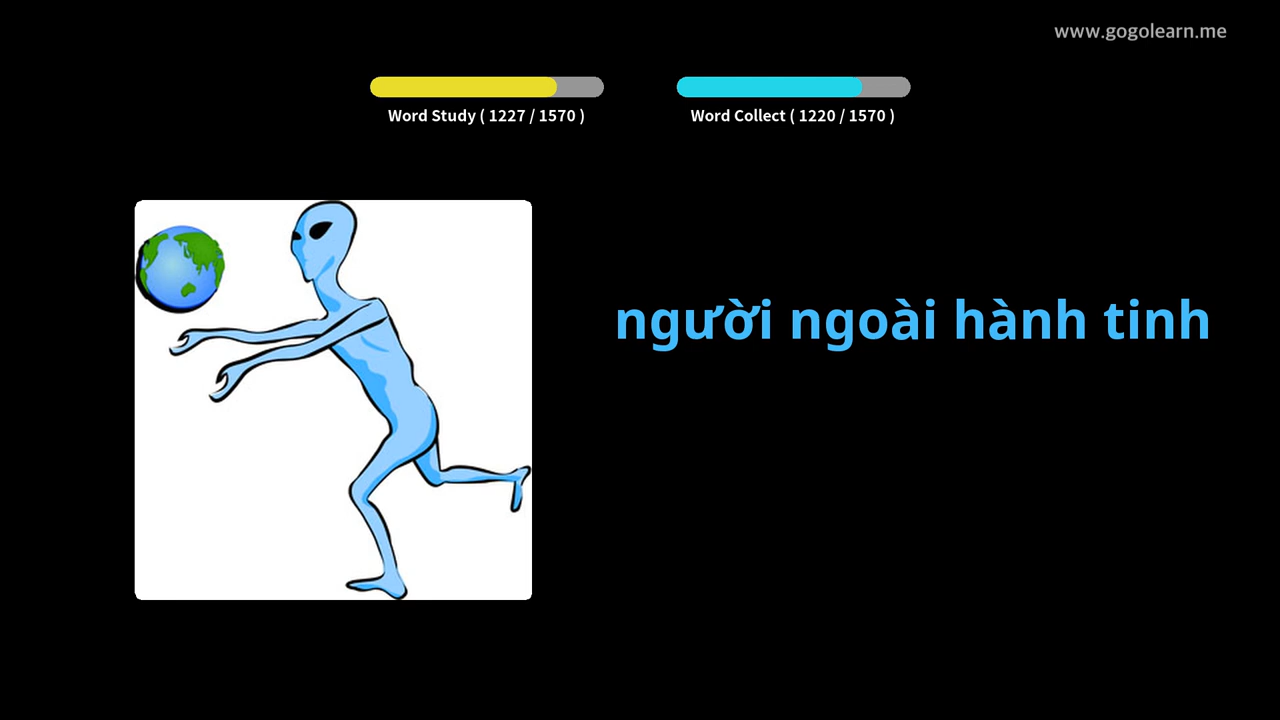 www.gogolearn.me
Word Study ( 1227 / 1570 )
Word Collect ( 1220 / 1570 )
người ngoài hành tinh